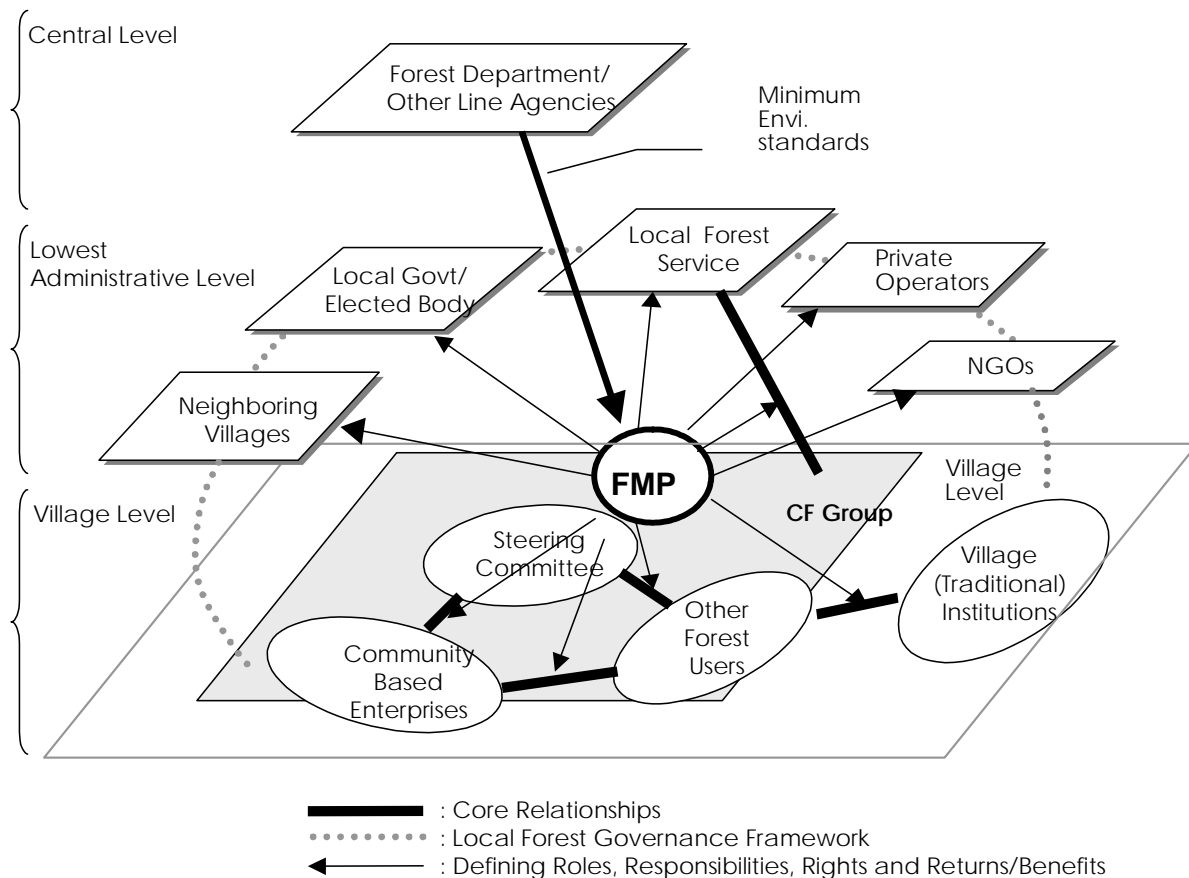 Central Level
Forest Department/
Other Line Agencies
Minimum
Envi.
standards
Lowest
Administrative Level
Local Govt/
Elected Body
Local Forest
Service
Private
Operators
Neighboring
Villages
NGOs
FMP
Village Level
CF Group
Village
Level
Steering
Committee
Community
Based
Enterprises
Other
Forest
Users
Village
(Traditional)
Institutions
: Core Relationships
: Local Forest Governance Framework
: Defining Roles, Responsibilities, Rights and Returns/Benefits